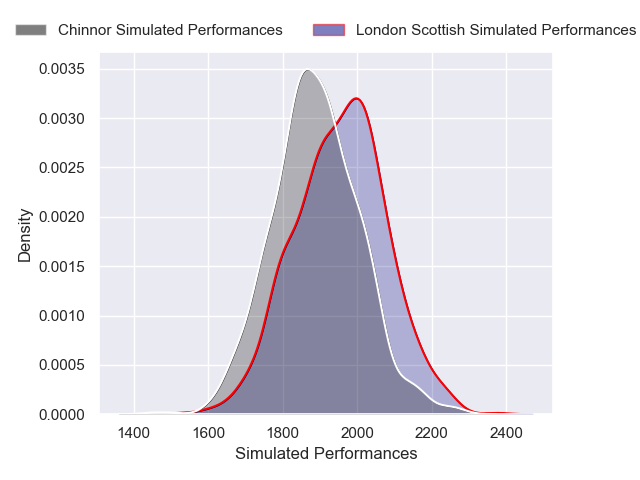 Chinnor Simulated Performances London Scottish Simulated Performances
0.0035
0.0030
0.0025
0.0020
0.0015
0.0010
0.0005
0.0000
Density
1400 1600 1800 2000 2200 2400
Simulated Performances